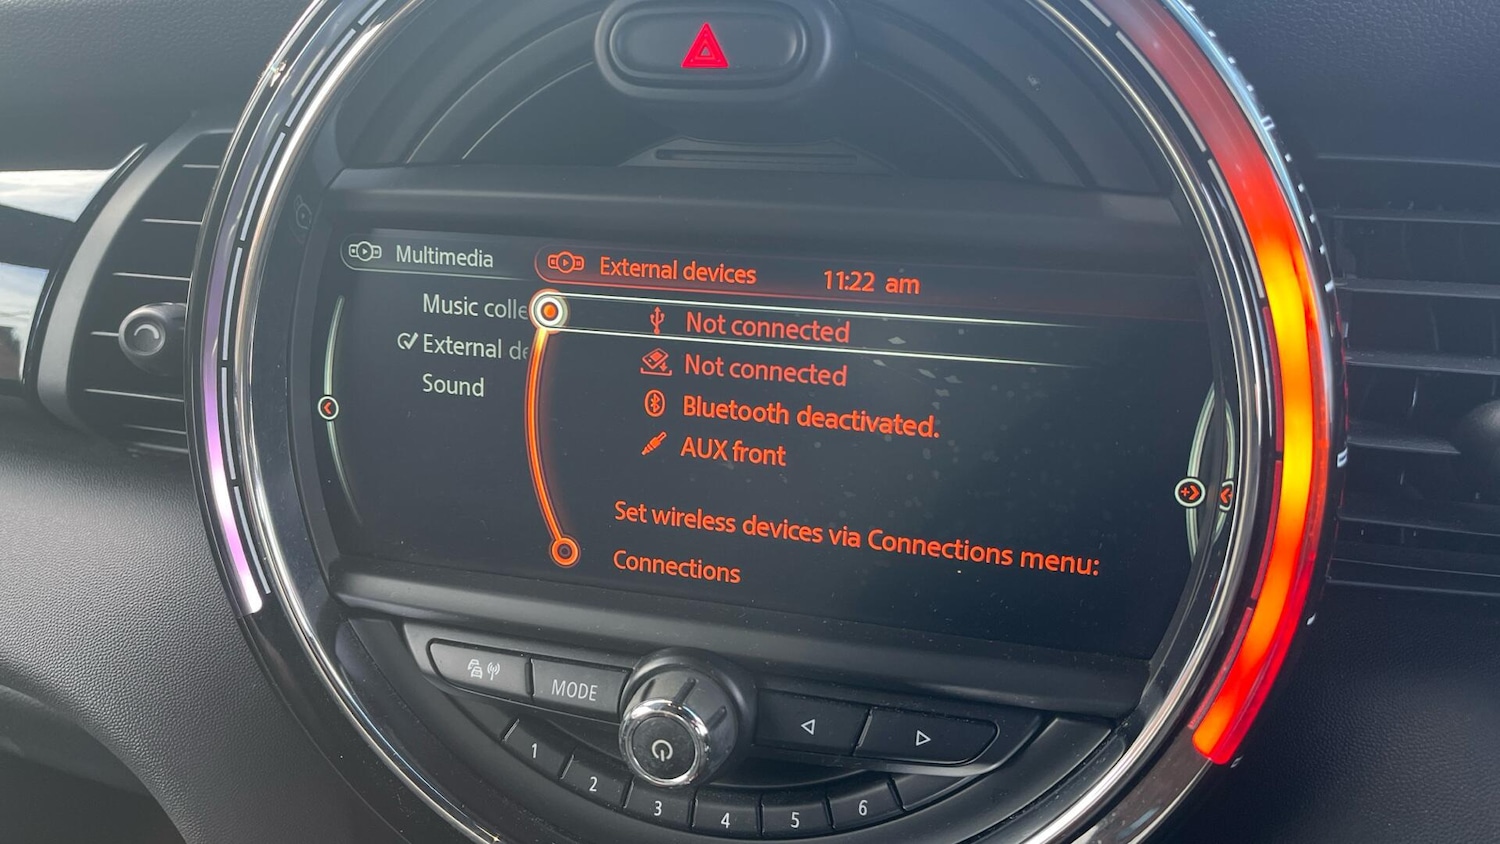 Multimedia
External devices
11:22 am
Music colle
External de
Sound
Not connected
Not connected
Bluetooth deactivated.
AUX front
Set wireless devices via Connections menu:
Connections
MODE
1
2
3
4
5
6